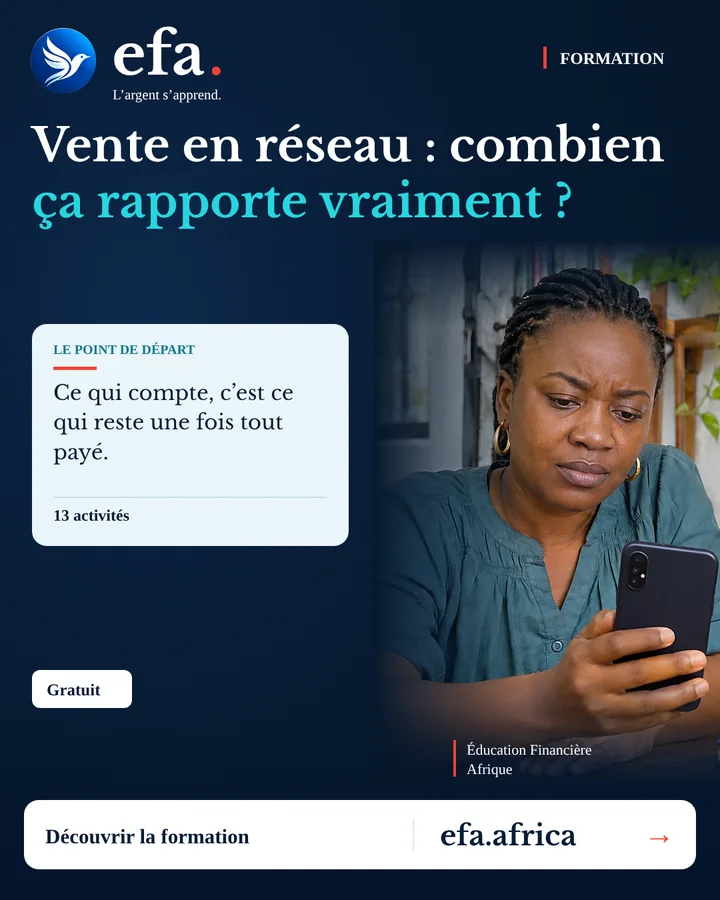 efa.
L’argent s’apprend.
FORMATION
Vente en réseau : combien
ça rapporte vraiment ?
LE POINT DE DÉPART
Ce qui compte, c’est ce
qui reste une fois tout
payé.
13 activités
Gratuit
Éducation Financière
Afrique
Découvrir la formation
efa.africa →